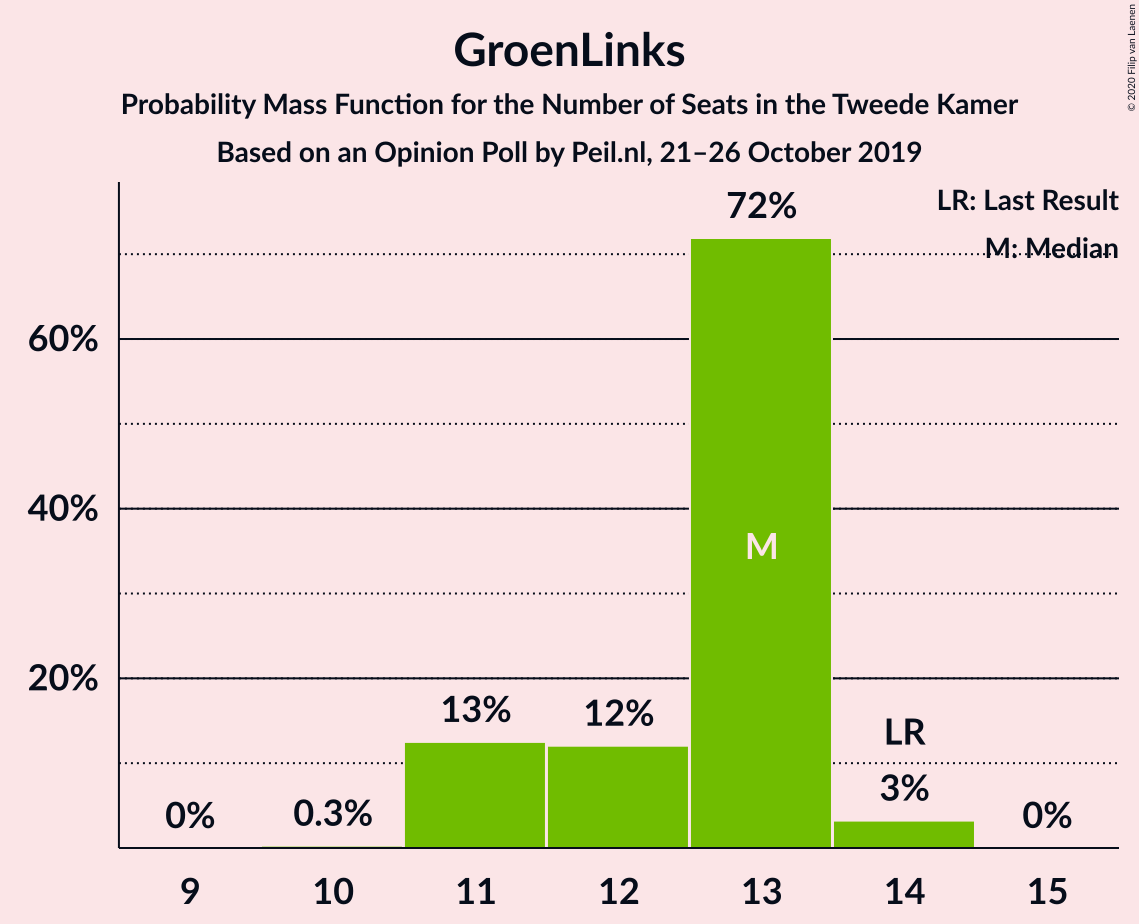 GroenLinks
Probability Mass Function for the Number of Seats in the Tweede Kamer
Based on an Opinion Poll by Peil.nl, 21–26 October 2019
© 2020 Filip van Laenen
LR: Last Result
M: Median
72%
60%
40%
M
20%
13%
12%
LR
3%
0%
0.3%
0%
9
10
11
12
13
14
15